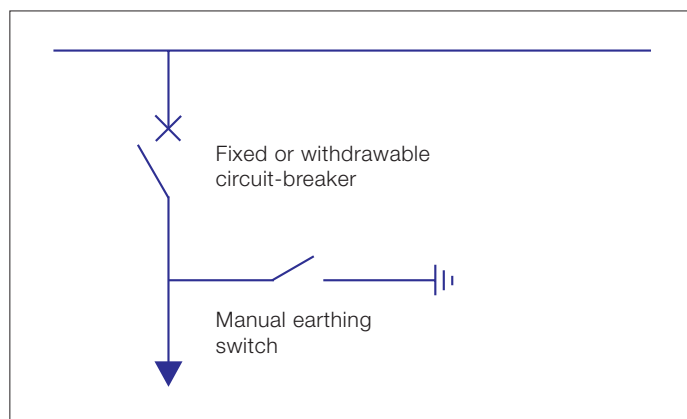 Fixed or withdrawable
circuit-breaker
Manual earthing
switch